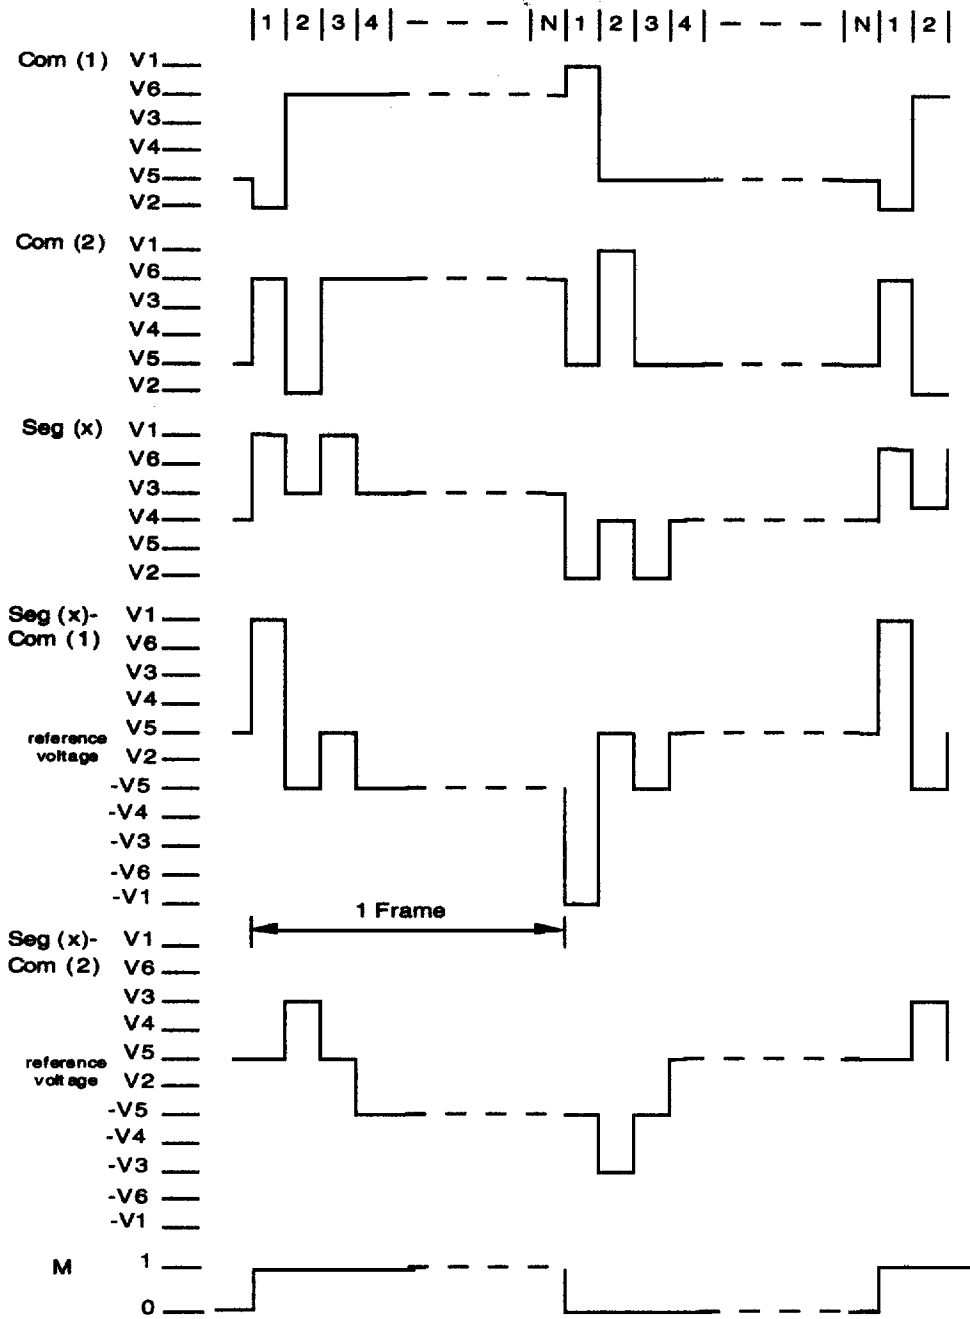 1 2 3 4 N 1 2 3 4 N 1 2
Com (1) V1
V6
V3
V4
V5
V2
Com (2) V1
V6
V3
V4
V5
V2
Seg (x) V1
V6
V3
V4
V5
V2
Seg (x)- V1
Com (1)
V6
V3
V4
V5
reference
voltage V2
-V5
-V4
-V3
-V6
-V1
1 Frame
Seg (x)- V1
Com (2) V6
V3
V4
V5
reference
voltage V2
-V5
-V4
-V3
-V6
-V1
M 1
0